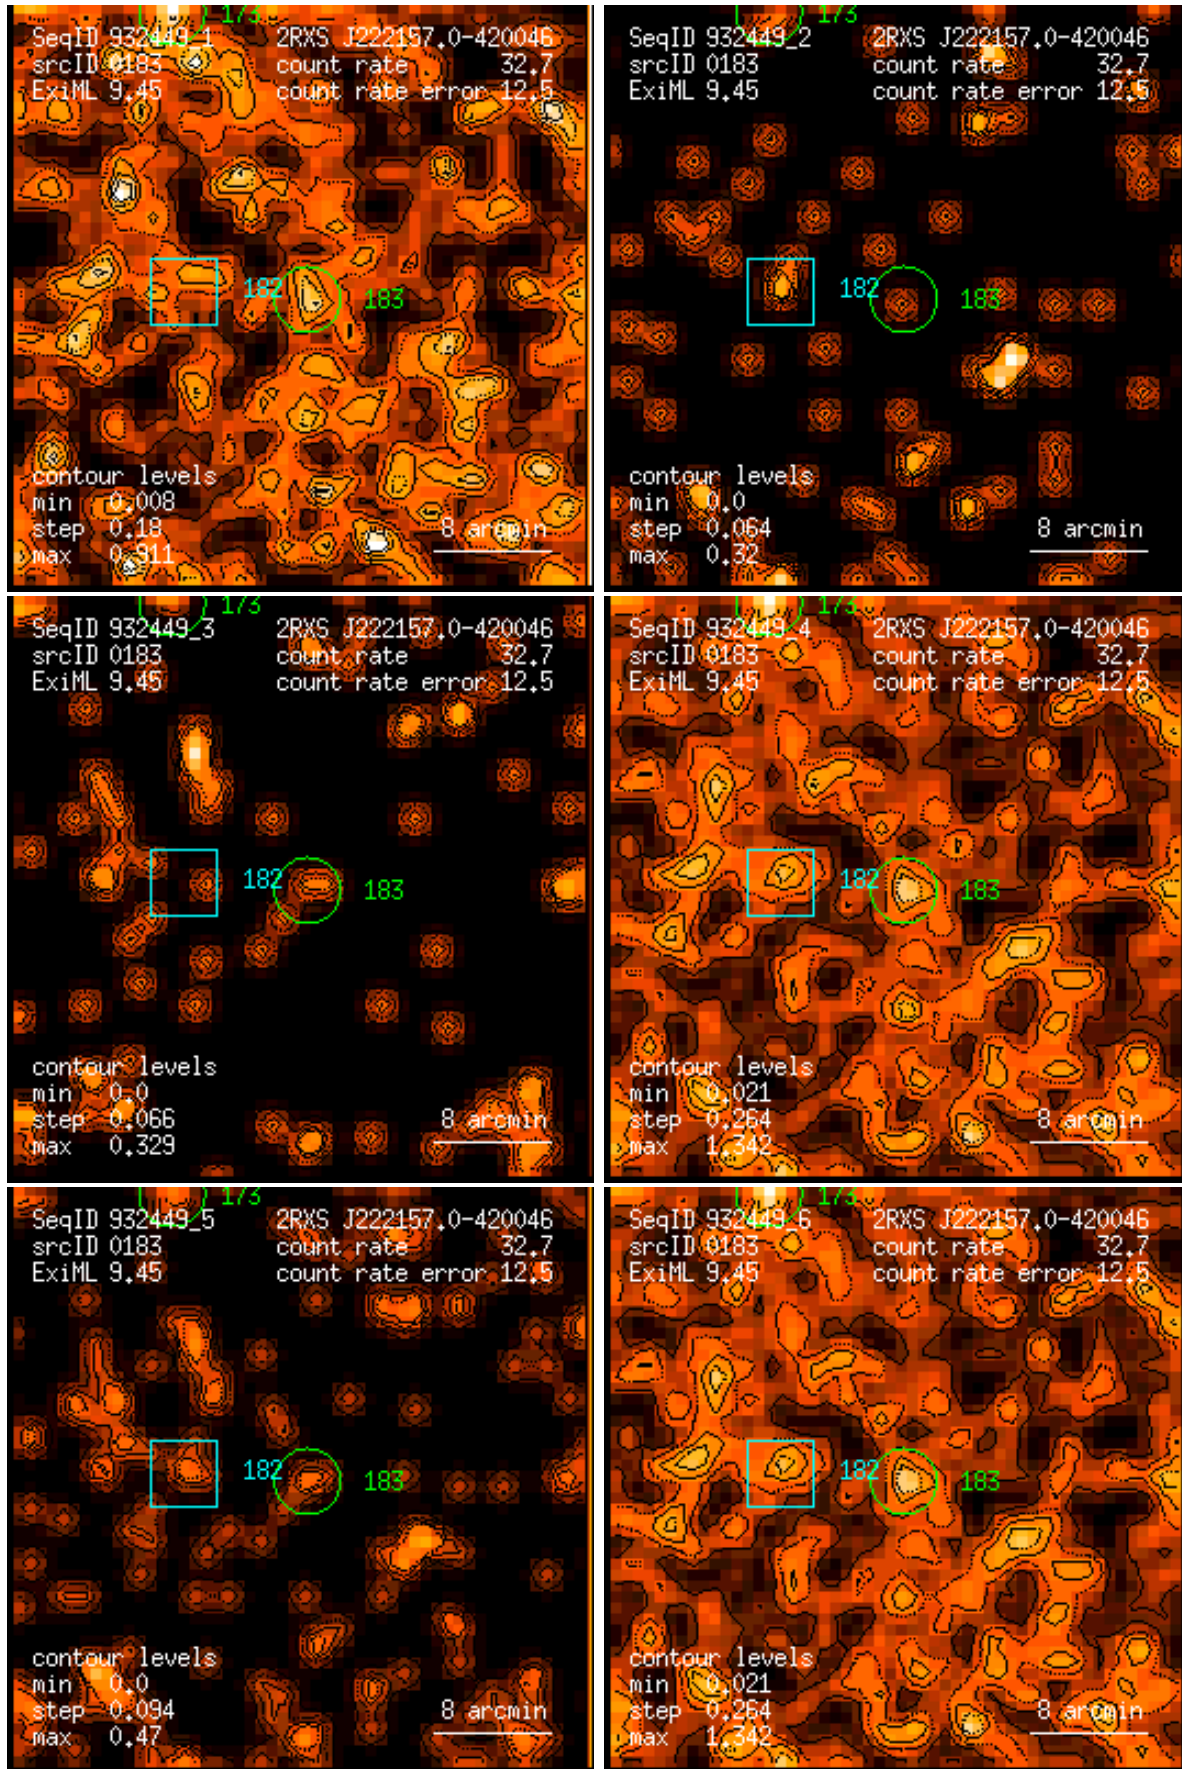 173
SeqID 932449_1 2RXS J222157.0-420046
srcID 0183 count rate 32.7
ExiML 9.45 count rate error 12.5
182 183
contour levels
min 0.008
step 0.18 8 arcmin
max 0.911
173
SeqID 932449_2 2RXS J222157.0-420046
srcID 0183 count rate 32.7
ExiML 9.45 count rate error 12.5
182 183
contour levels
min 0.0
step 0.064 8 arcmin
max 0.32
173
SeqID 932449_3 2RXS J222157.0-420046
srcID 0183 count rate 32.7
ExiML 9.45 count rate error 12.5
182 183
contour levels
min 0.0
step 0.066 8 arcmin
max 0.329
173
SeqID 932449_4 2RXS J222157.0-420046
srcID 0183 count rate 32.7
ExiML 9.45 count rate error 12.5
182 183
contour levels
min 0.021
step 0.264 8 arcmin
max 1.342
173
SeqID 932449_5 2RXS J222157.0-420046
srcID 0183 count rate 32.7
ExiML 9.45 count rate error 12.5
182 183
contour levels
min 0.0
step 0.094 8 arcmin
max 0.47
173
SeqID 932449_6 2RXS J222157.0-420046
srcID 0183 count rate 32.7
ExiML 9.45 count rate error 12.5
182 183
contour levels
min 0.021
step 0.264 8 arcmin
max 1.342